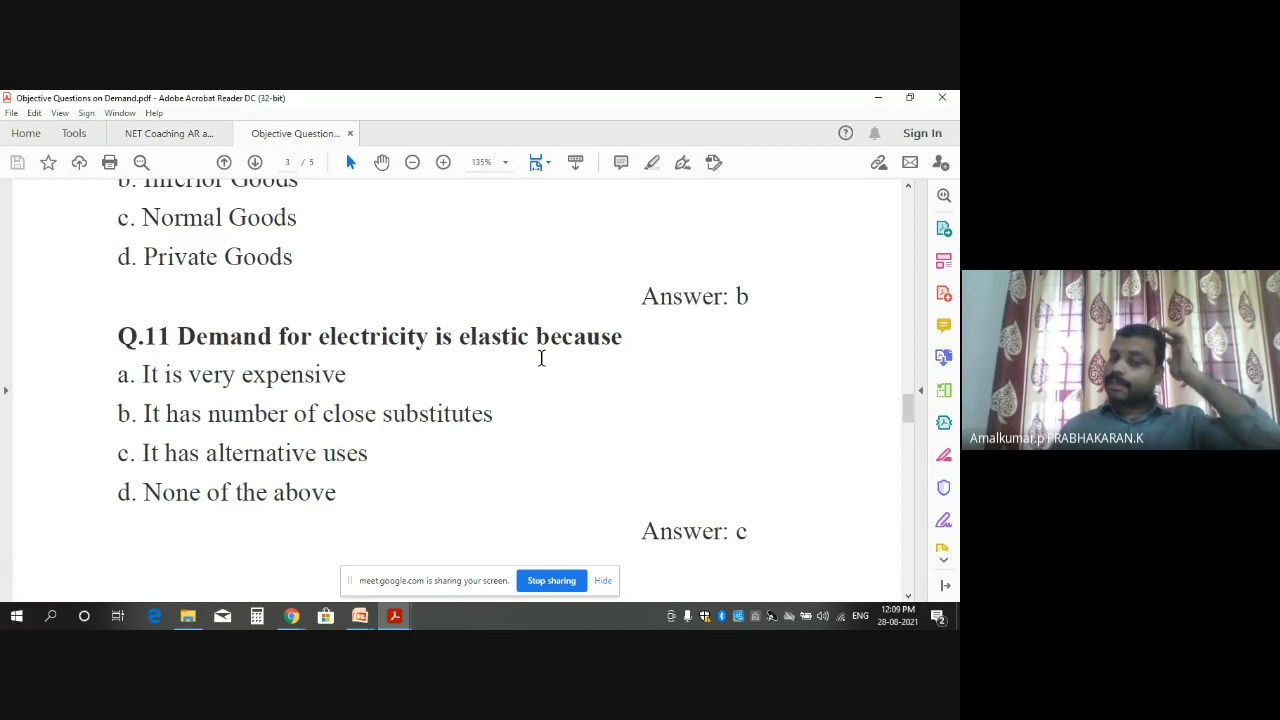 Objective Questions on Demand.pdf - Adobe Acrobat Reader DC (32-bit)
File Edit View Sign Window Help
Home Tools NET Coaching AR a... Objective Question... × Sign In
3 / 5 135%
b. Inferior Goods
c. Normal Goods
d. Private Goods
Answer: b
Q.11 Demand for electricity is elastic because
a. It is very expensive
b. It has number of close substitutes
c. It has alternative uses
d. None of the above
Answer: c
meet.google.com is sharing your screen. Stop sharing Hide
Amalkumar.p PRABHAKARAN.K
ENG 12:09 PM
28-08-2021 2